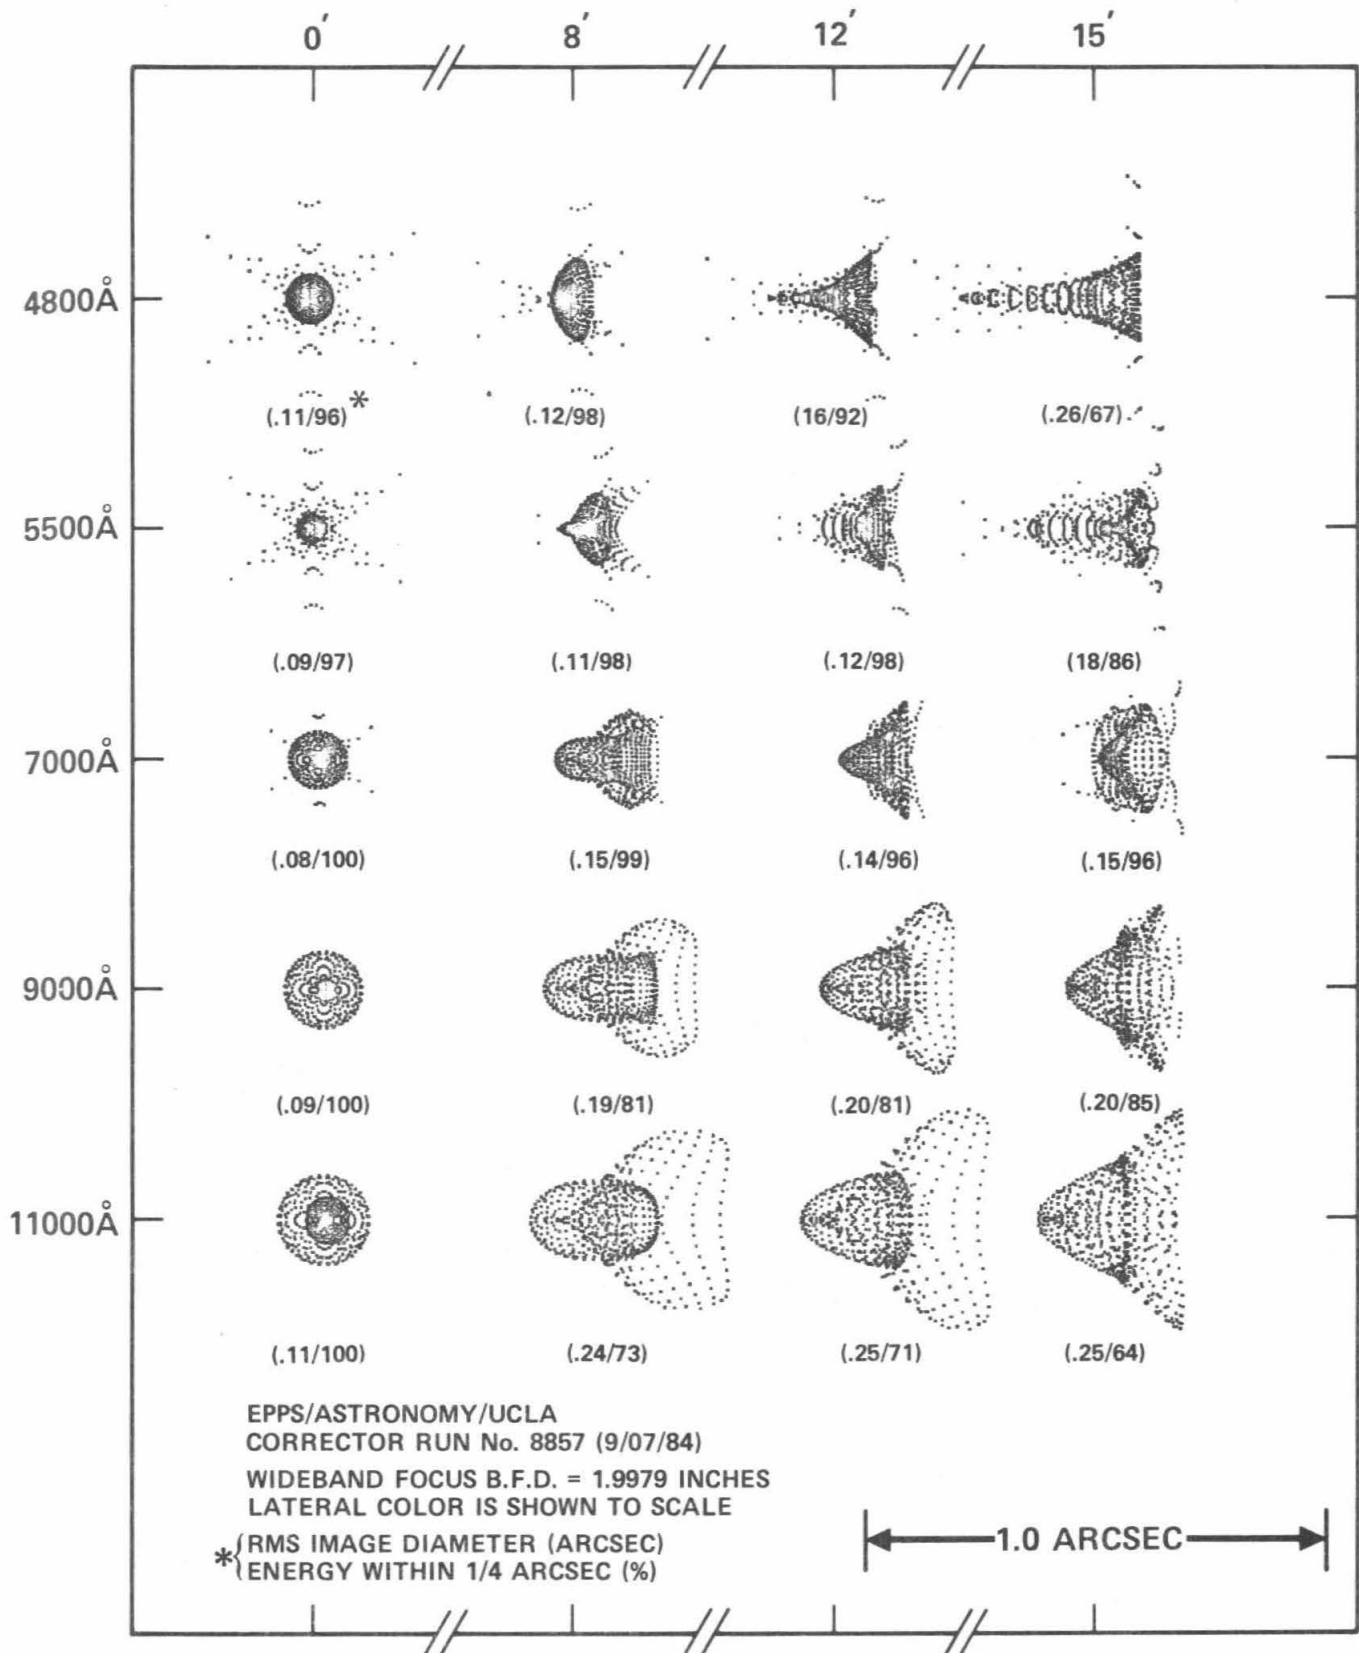 0′ 8′ 12′ 15′
4800Å
(.11/96)* (.12/98) (16/92) (.26/67)
5500Å
(.09/97) (.11/98) (.12/98) (18/86)
7000Å
(.08/100) (.15/99) (.14/96) (.15/96)
9000Å
(.09/100) (.19/81) (.20/81) (.20/85)
11000Å
(.11/100) (.24/73) (.25/71) (.25/64)
EPPS/ASTRONOMY/UCLA
CORRECTOR RUN No. 8857 (9/07/84)
WIDEBAND FOCUS B.F.D. = 1.9979 INCHES
LATERAL COLOR IS SHOWN TO SCALE
*{RMS IMAGE DIAMETER (ARCSEC)
ENERGY WITHIN 1/4 ARCSEC (%)
1.0 ARCSEC